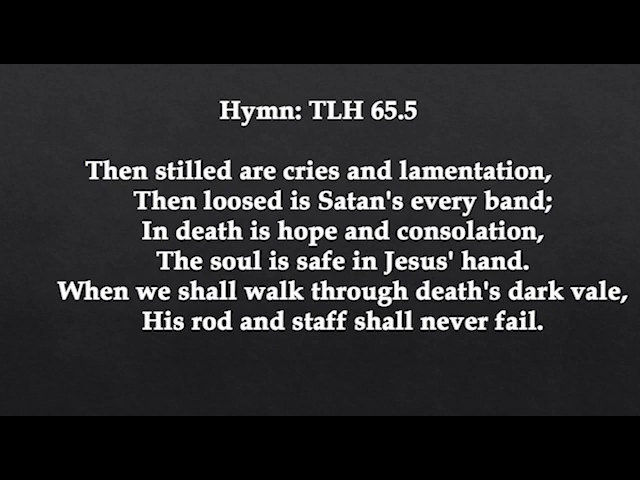 Hymn: TLH 65.5
Then stilled are cries and lamentation,
Then loosed is Satan's every band;
In death is hope and consolation,
The soul is safe in Jesus' hand.
When we shall walk through death's dark vale,
His rod and staff shall never fail.